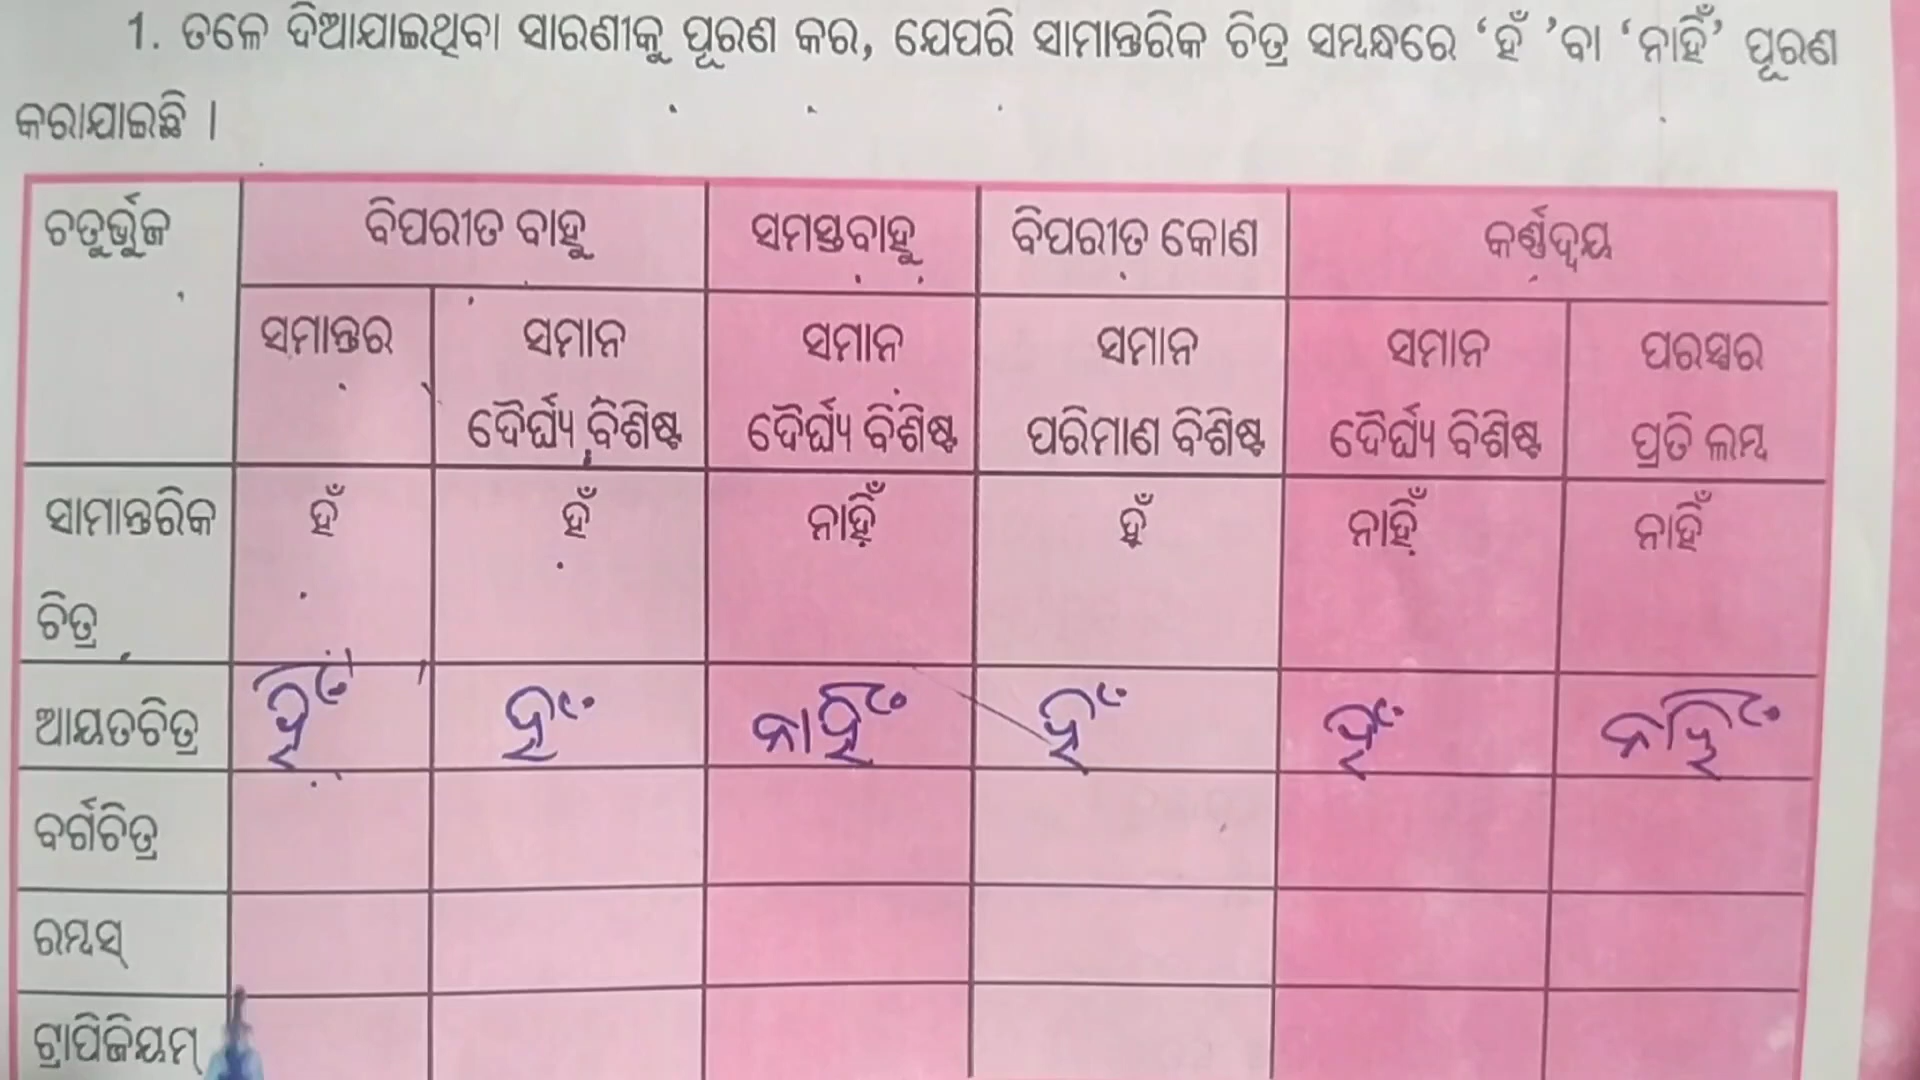 1. ତଳେ ଦିଆଯାଇଥିବା ସାରଣୀକୁ ପୂରଣ କର, ଯେପରି ସାମାନ୍ତରିକ ଚିତ୍ର ସମ୍ବନ୍ଧରେ ‘ହଁ ’ବା ‘ନାହିଁ’ ପୂରଣ
କରାଯାଇଛି ।
ଚତୁର୍ଭୁଜ ବିପରୀତ ବାହୁ ସମସ୍ତବାହୁ ବିପରୀତ କୋଣ କର୍ଣ୍ଣଦ୍ୱୟ
ସମାନ୍ତର ସମାନ ସମାନ ସମାନ ସମାନ ପରସ୍ପର
ଦୈର୍ଘ୍ୟ ବିଶିଷ୍ଟ ଦୈର୍ଘ୍ୟ ବିଶିଷ୍ଟ ପରିମାଣ ବିଶିଷ୍ଟ ଦୈର୍ଘ୍ୟ ବିଶିଷ୍ଟ ପ୍ରତି ଲମ୍ବ
ସାମାନ୍ତରିକ ହଁ ହଁ ନାହିଁ ହଁ ନାହିଁ ନାହିଁ
ଚିତ୍ର
ଆୟତଚିତ୍ର ହଁ ହଁ ନାହିଁ ହଁ ହଁ ନାହିଁ
ବର୍ଗଚିତ୍ର
ରମ୍ବସ୍
ଟ୍ରାପିଜିୟମ୍